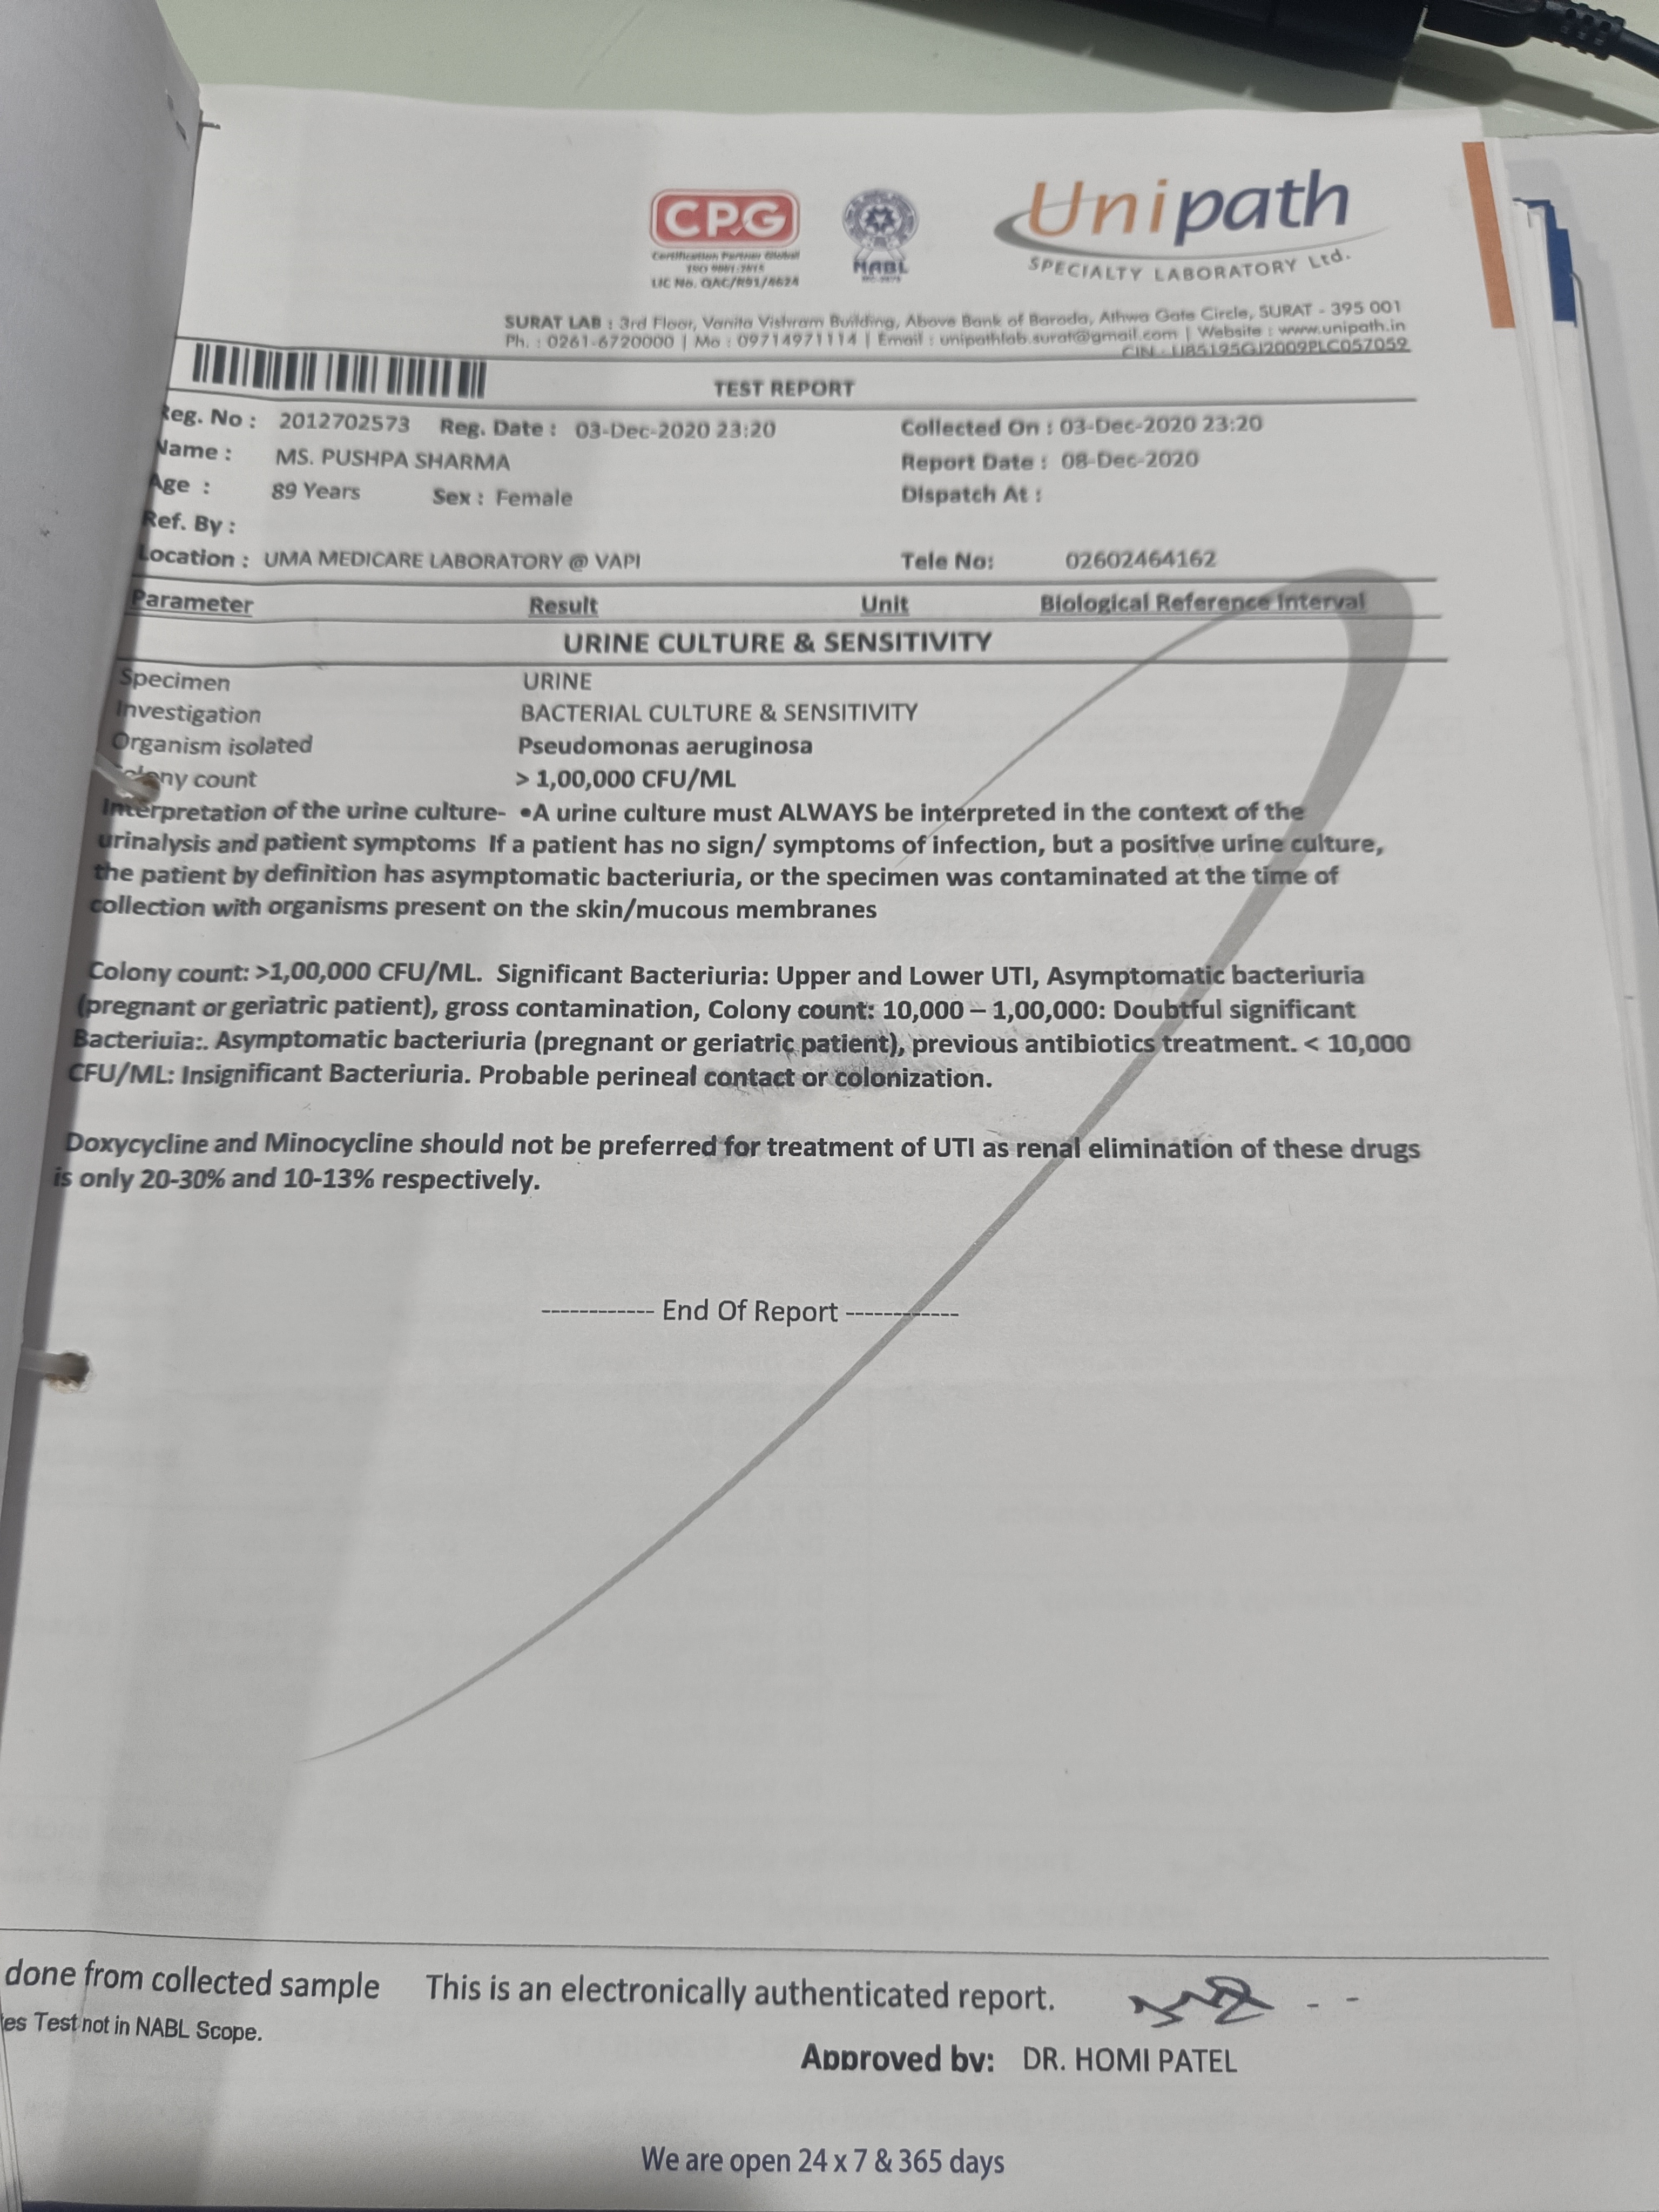 CPG
Certification Partner Global
ISO 9001:2015
LIC No. QAC/R91/4624
NABL
Unipath
SPECIALTY LABORATORY Ltd.
SURAT LAB : 3rd Floor, Vanita Vishram Building, Above Bank of Baroda, Athwa Gate Circle, SURAT - 395 001
Ph. : 0261-6720000 | Mo : 09714971114 | Email : unipathlab.surat@gmail.com | Website : www.unipath.in
CIN : U85195GJ2009PLC057059
TEST REPORT
Reg. No : 2012702573 Reg. Date : 03-Dec-2020 23:20 Collected On : 03-Dec-2020 23:20
Name : MS. PUSHPA SHARMA Report Date : 08-Dec-2020
Age : 89 Years Sex : Female Dispatch At :
Ref. By :
Location : UMA MEDICARE LABORATORY @ VAPI Tele No: 02602464162
Parameter Result Unit Biological Reference Interval
URINE CULTURE & SENSITIVITY
Specimen URINE
Investigation BACTERIAL CULTURE & SENSITIVITY
Organism isolated Pseudomonas aeruginosa
count > 1,00,000 CFU/ML
Interpretation of the urine culture- •A urine culture must ALWAYS be interpreted in the context of the
urinalysis and patient symptoms If a patient has no sign/ symptoms of infection, but a positive urine culture,
the patient by definition has asymptomatic bacteriuria, or the specimen was contaminated at the time of
collection with organisms present on the skin/mucous membranes
Colony count: >1,00,000 CFU/ML. Significant Bacteriuria: Upper and Lower UTI, Asymptomatic bacteriuria
(pregnant or geriatric patient), gross contamination, Colony count: 10,000 – 1,00,000: Doubtful significant
Bacteriuia:. Asymptomatic bacteriuria (pregnant or geriatric patient), previous antibiotics treatment. < 10,000
CFU/ML: Insignificant Bacteriuria. Probable perineal contact or colonization.
Doxycycline and Minocycline should not be preferred for treatment of UTI as renal elimination of these drugs
is only 20-30% and 10-13% respectively.
------------ End Of Report ------------
done from collected sample This is an electronically authenticated report.
es Test not in NABL Scope.
Approved by: DR. HOMI PATEL
We are open 24 x 7 & 365 days